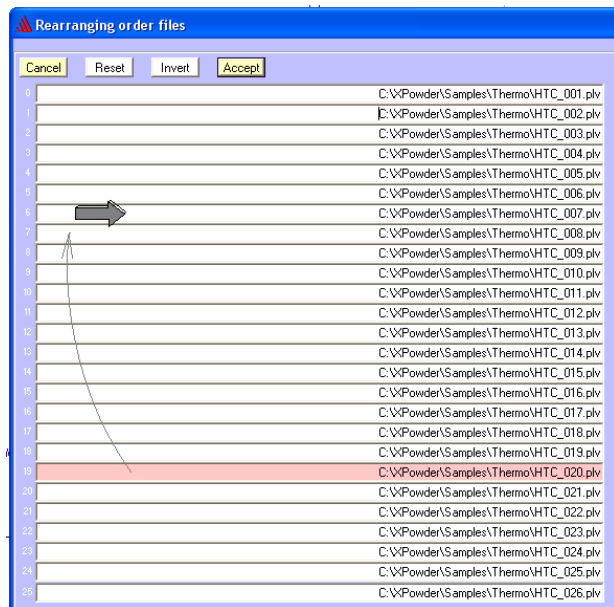 Rearranging order files
Cancel Reset Invert Accept
0 C:\XPowder\Samples\Thermo\HTC_001.plv
1 C:\XPowder\Samples\Thermo\HTC_002.plv
2 C:\XPowder\Samples\Thermo\HTC_003.plv
3 C:\XPowder\Samples\Thermo\HTC_004.plv
4 C:\XPowder\Samples\Thermo\HTC_005.plv
5 C:\XPowder\Samples\Thermo\HTC_006.plv
6 C:\XPowder\Samples\Thermo\HTC_007.plv
7 C:\XPowder\Samples\Thermo\HTC_008.plv
8 C:\XPowder\Samples\Thermo\HTC_009.plv
9 C:\XPowder\Samples\Thermo\HTC_010.plv
10 C:\XPowder\Samples\Thermo\HTC_011.plv
11 C:\XPowder\Samples\Thermo\HTC_012.plv
12 C:\XPowder\Samples\Thermo\HTC_013.plv
13 C:\XPowder\Samples\Thermo\HTC_014.plv
14 C:\XPowder\Samples\Thermo\HTC_015.plv
15 C:\XPowder\Samples\Thermo\HTC_016.plv
16 C:\XPowder\Samples\Thermo\HTC_017.plv
17 C:\XPowder\Samples\Thermo\HTC_018.plv
18 C:\XPowder\Samples\Thermo\HTC_019.plv
19 C:\XPowder\Samples\Thermo\HTC_020.plv
20 C:\XPowder\Samples\Thermo\HTC_021.plv
21 C:\XPowder\Samples\Thermo\HTC_022.plv
22 C:\XPowder\Samples\Thermo\HTC_023.plv
23 C:\XPowder\Samples\Thermo\HTC_024.plv
24 C:\XPowder\Samples\Thermo\HTC_025.plv
25 C:\XPowder\Samples\Thermo\HTC_026.plv